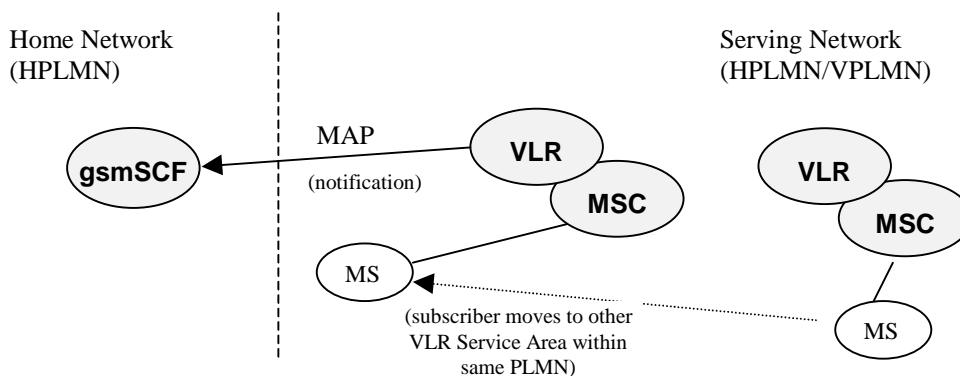 Home Network
(HPLMN)
Serving Network
(HPLMN/VPLMN)
MAP
(notification)
gsmSCF
VLR
MSC
VLR
MSC
MS
MS
(subscriber moves to other
VLR Service Area within
same PLMN)